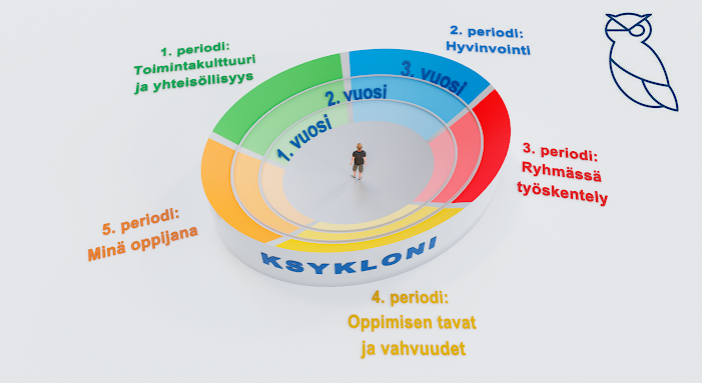 1. periodi:
Toimintakulttuuri
ja yhteisöllisyys
2. periodi:
Hyvinvointi
3. vuosi
2. vuosi
1. vuosi
3. periodi:
Ryhmässä
työskentely
5. periodi:
Minä oppijana
KSYKLONI
4. periodi:
Oppimisen tavat
ja vahvuudet